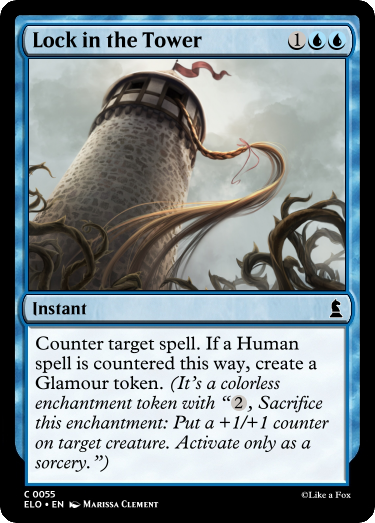 Lock in the Tower 1
Instant
Counter target spell. If a Human
spell is countered this way, create a
Glamour token. (It's a colorless
enchantment token with “2, Sacrifice
this enchantment: Put a +1/+1 counter
on target creature. Activate only as a
sorcery.”)
C 0055
ELO • EN Marissa Clement
©Like a Fox